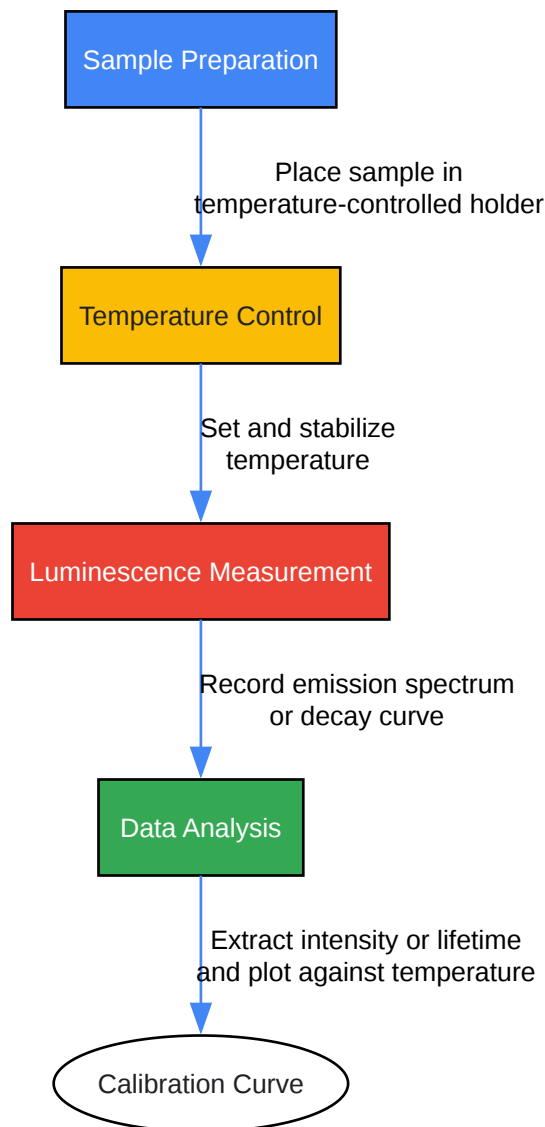 Sample Preparation
Place sample in
temperature-controlled holder
Temperature Control
Set and stabilize
temperature
Luminescence Measurement
Record emission spectrum
or decay curve
Data Analysis
Extract intensity or lifetime
and plot against temperature
Calibration Curve